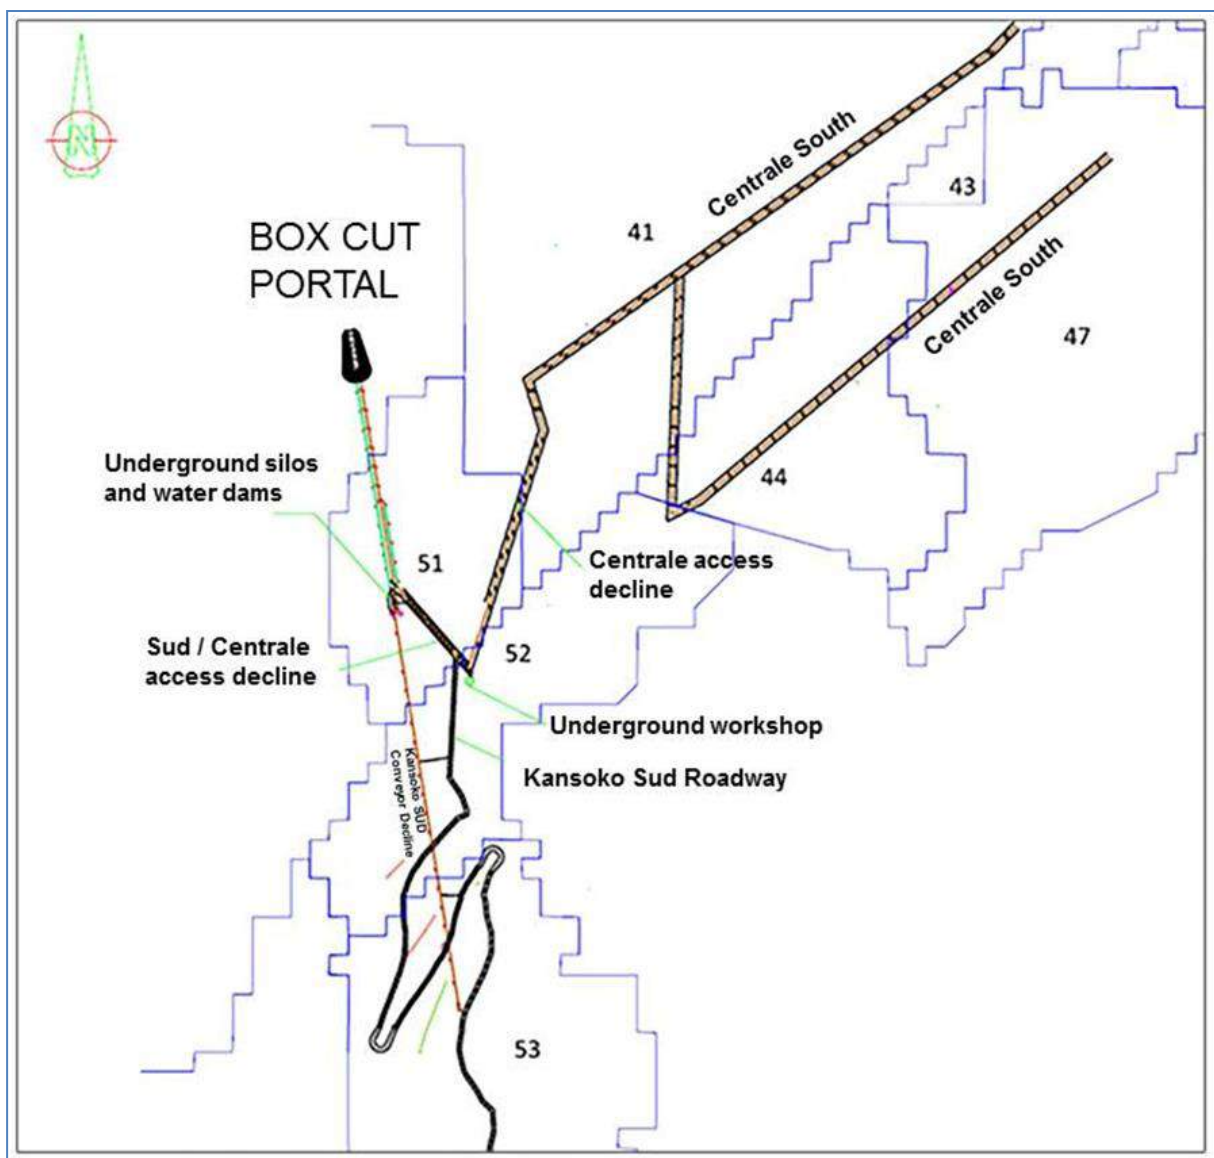 N
BOX CUT
PORTAL
Centrale South
41
43
Centrale South
47
Underground silos
and water dams
44
51
Centrale access
decline
Sud / Centrale
access decline
52
Underground workshop
Kansoko Sud Roadway
Kansoko SUD
Conveyor Decline
53